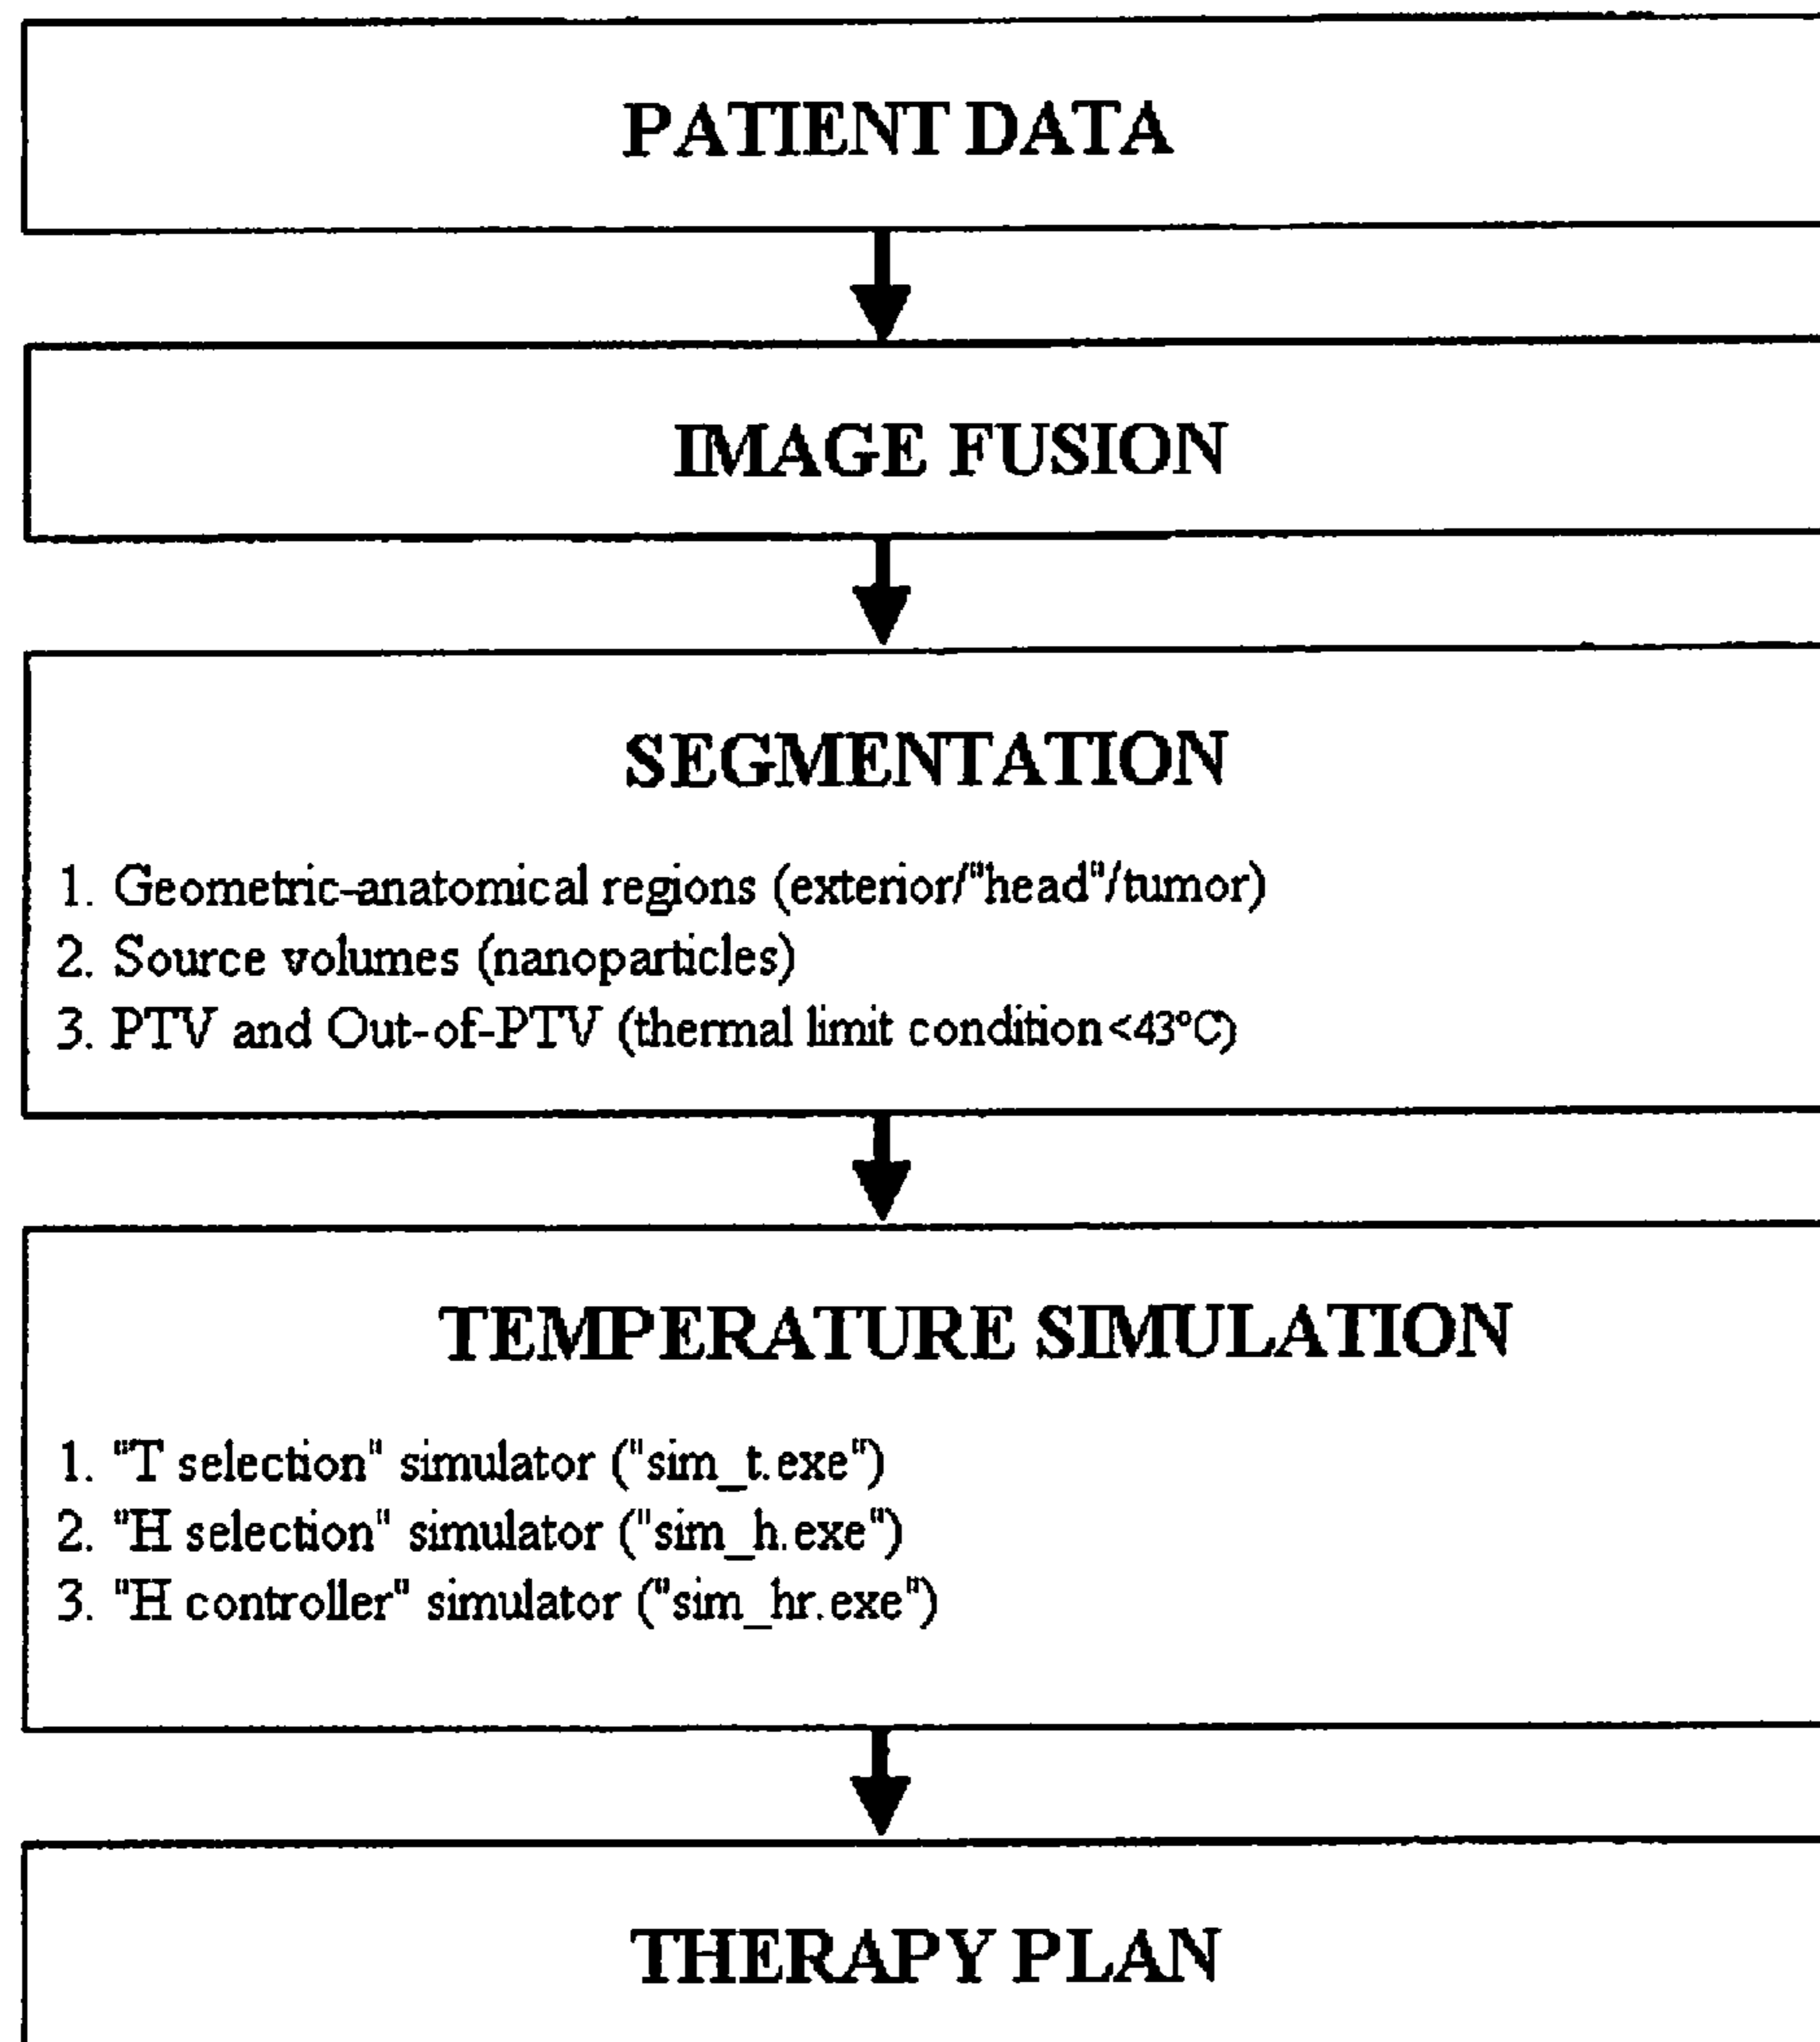 PATIENT DATA
IMAGE FUSION
SEGMENTATION
1. Geometric-anatomical regions (exterior/"head"/tumor)
2. Source volumes (nanoparticles)
3. PTV and Out-of-PTV (thermal limit condition<43°C)
TEMPERATURE SIMULATION
1. "T selection" simulator ("sim_t.exe")
2. "H selection" simulator ("sim_h.exe")
3. "H controller" simulator ("sim_hr.exe")
THERAPY PLAN